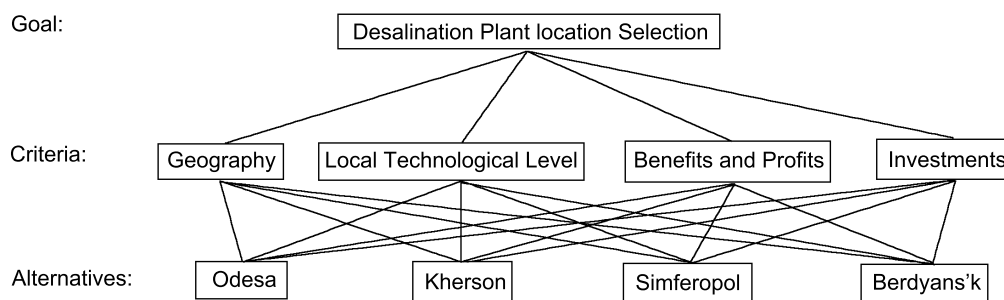 Goal:
Desalination Plant location Selection
Criteria:
Geography
Local Technological Level
Benefits and Profits
Investments
Alternatives:
Odesa
Kherson
Simferopol
Berdyans’k